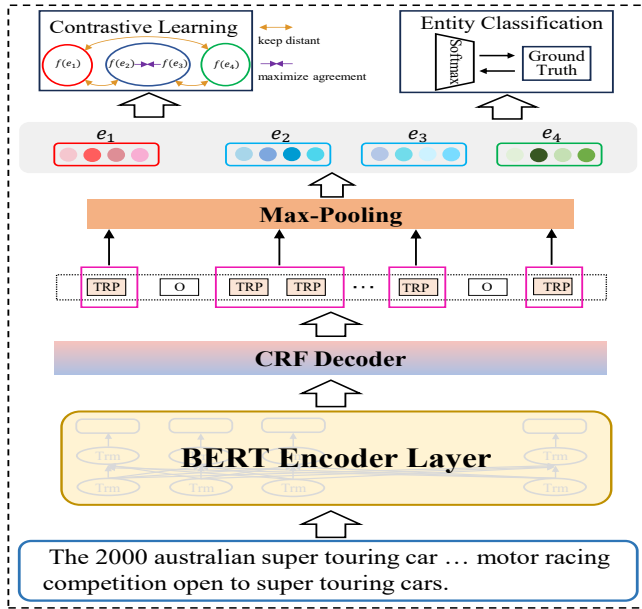 Contrastive Learning
f(e₁) f(e₂) f(e₃) f(e₄)
keep distant
maximize agreement
Entity Classification
Softmax
Ground
Truth
e₁ e₂ e₃ e₄
Max-Pooling
TRP O TRP TRP ... TRP O TRP
CRF Decoder
BERT Encoder Layer
Trm Trm Trm Trm
Trm Trm Trm Trm
The 2000 australian super touring car … motor racing
competition open to super touring cars.